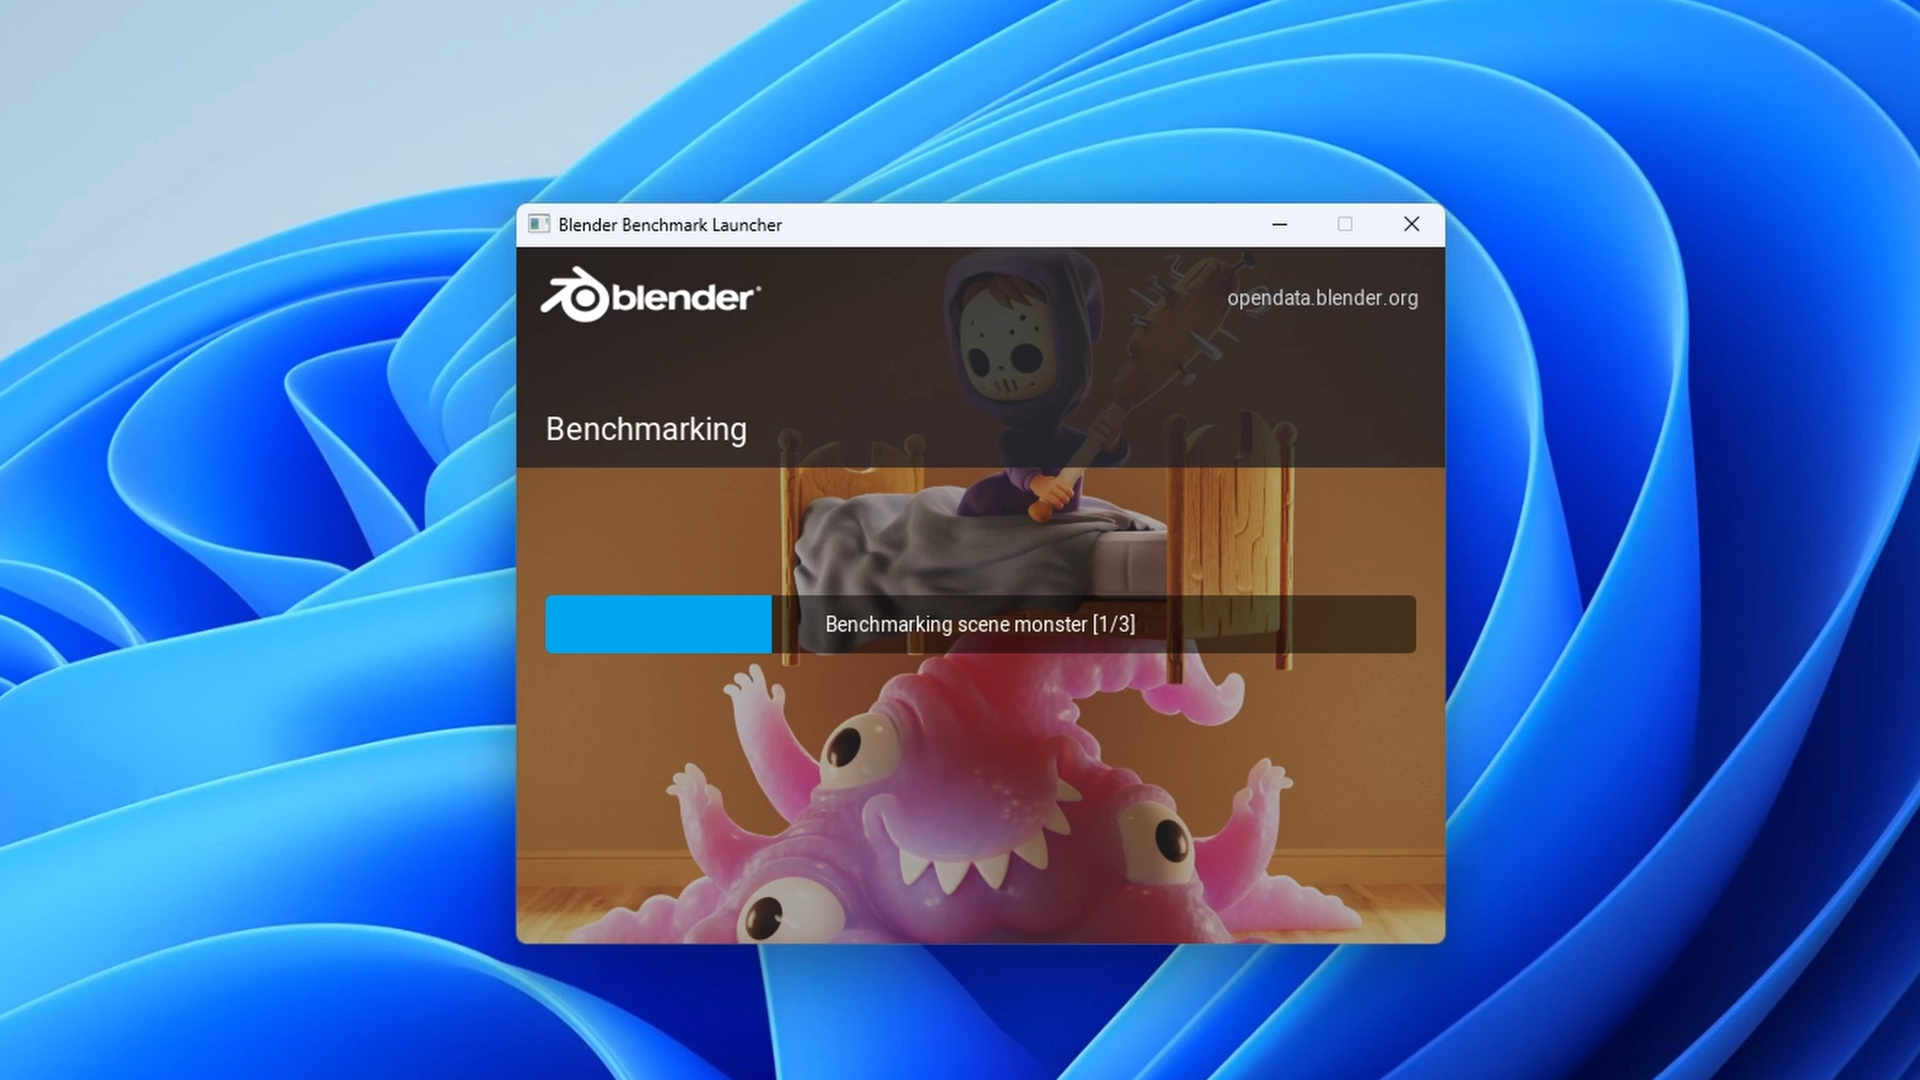 Blender Benchmark Launcher
blender
opendata.blender.org
Benchmarking
Benchmarking scene monster [1/3]